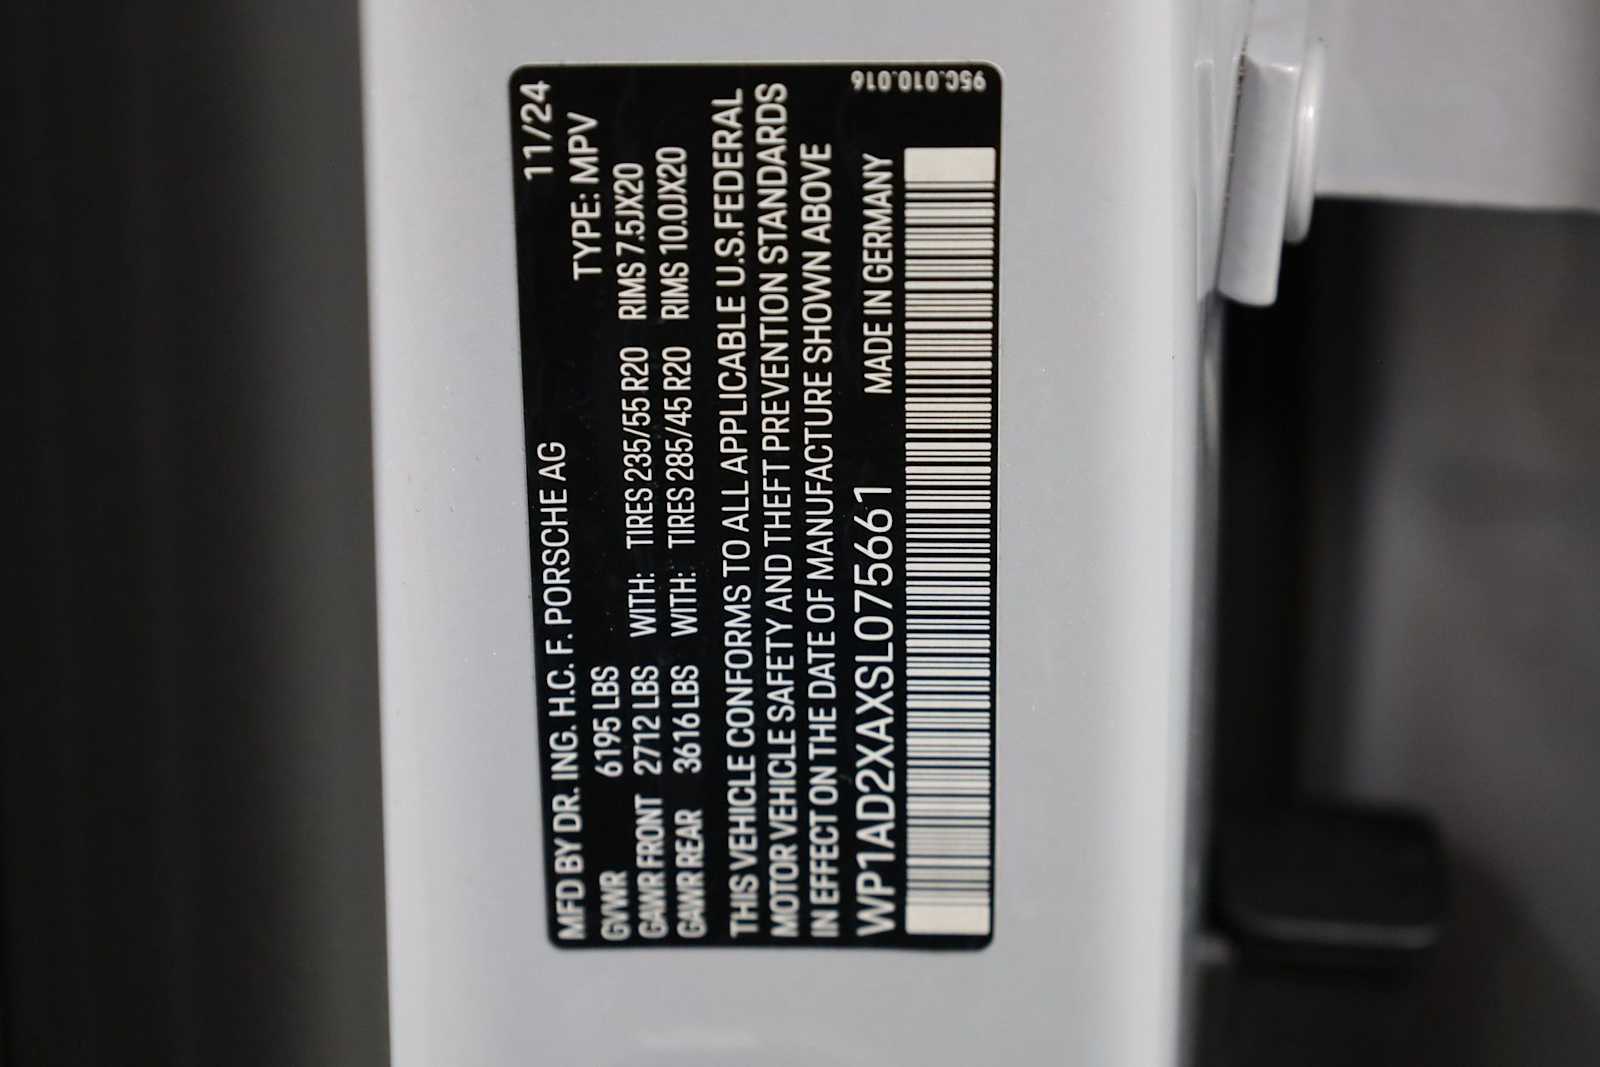 11/24
MFD BY DR. ING. H.C. F. PORSCHE AG
TYPE: MPV
GVWR 6195 LBS
GAWR FRONT 2712 LBS WITH: TIRES 235/55 R20 RIMS 7.5JX20
GAWR REAR 3616 LBS WITH: TIRES 285/45 R20 RIMS 10.0JX20
THIS VEHICLE CONFORMS TO ALL APPLICABLE U.S.FEDERAL
MOTOR VEHICLE SAFETY AND THEFT PREVENTION STANDARDS
IN EFFECT ON THE DATE OF MANUFACTURE SHOWN ABOVE
WP1AD2XAXSL075661 MADE IN GERMANY
95C.010.016